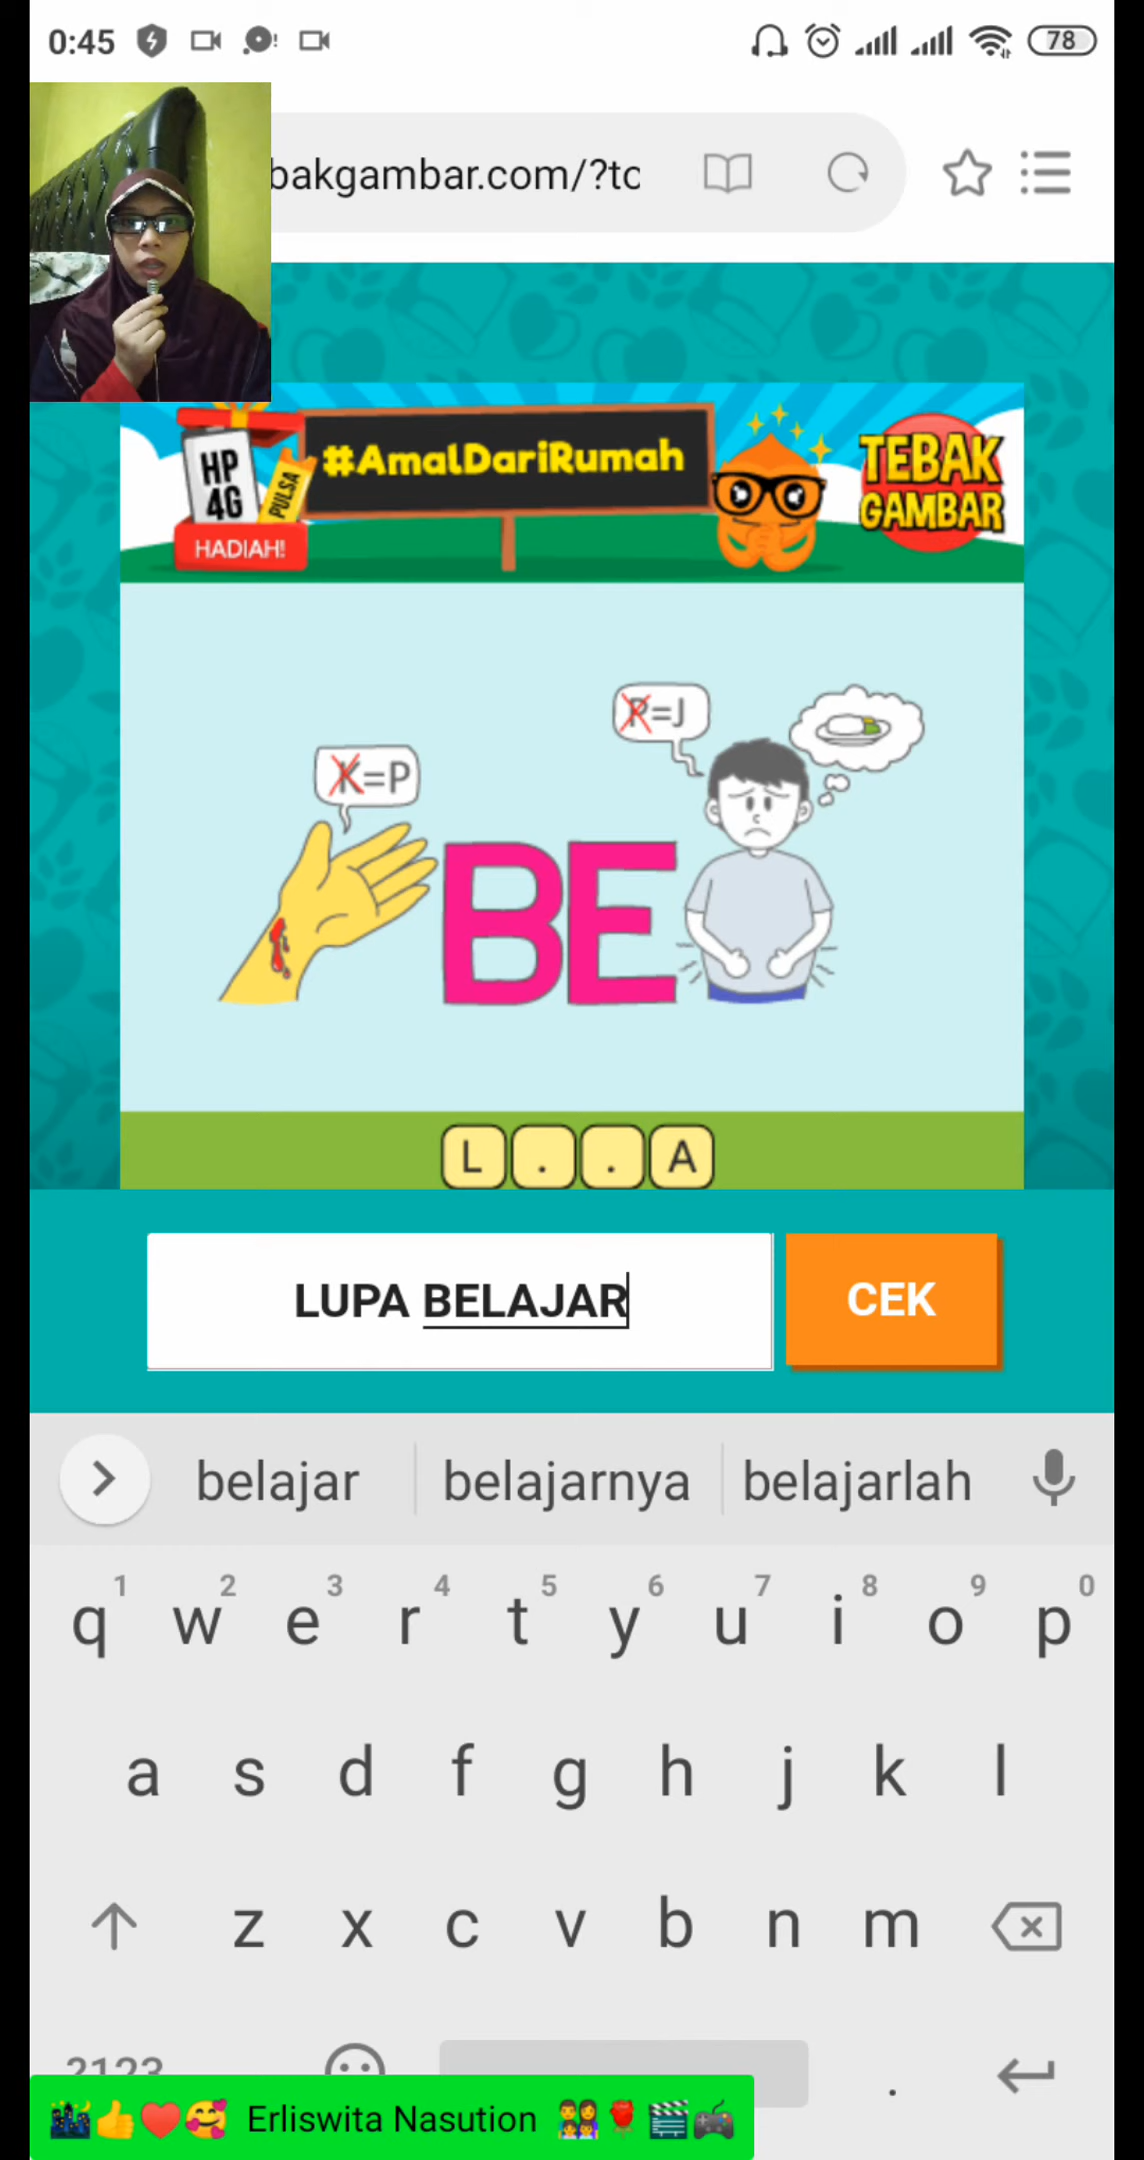 0:45
78
bakgambar.com/?to
HP
4G
PULSA
HADIAH!
#AmalDariRumah
TEBAK
GAMBAR
K=P
R=J
BE
L . . A
LUPA BELAJAR
CEK
belajar belajarnya belajarlah
1 2 3 4 5 6 7 8 9 0
q w e r t y u i o p
a s d f g h j k l
z x c v b n m
.
Erliswita Nasution